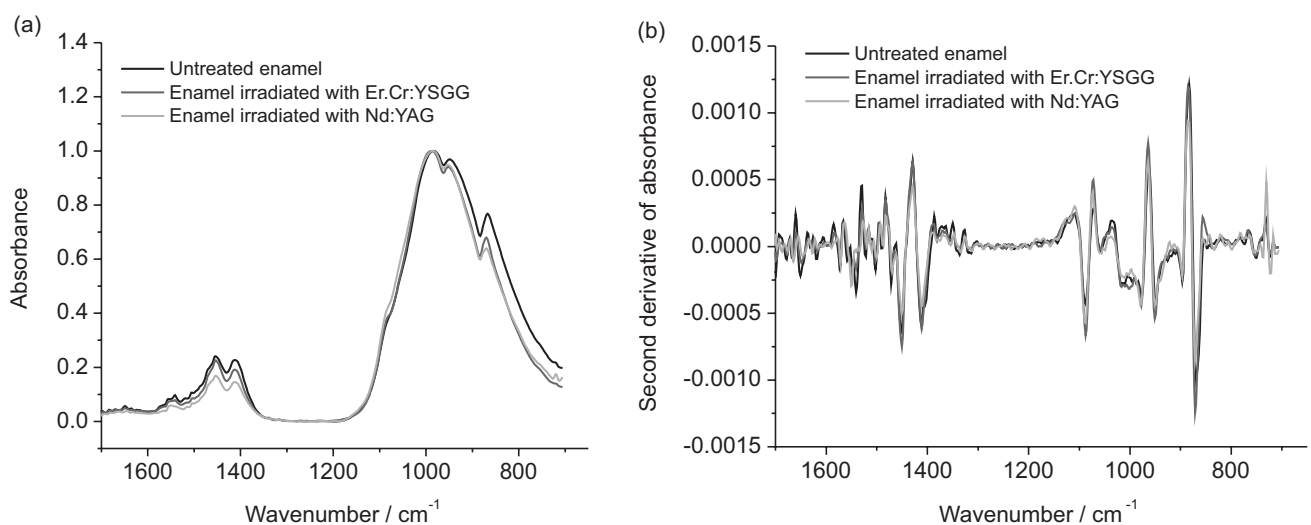 (a)
1.4
1.2
1.0
0.8
0.6
0.4
0.2
0.0
Absorbance
Untreated enamel
Enamel irradiated with Er.Cr:YSGG
Enamel irradiated with Nd:YAG
1600
1400
1200
1000
800
Wavenumber / cm⁻¹
(b)
0.0015
0.0010
0.0005
0.0000
-0.0005
-0.0010
-0.0015
Second derivative of absorbance
Untreated enamel
Enamel irradiated with Er.Cr:YSGG
Enamel irradiated with Nd:YAG
1600
1400
1200
1000
800
Wavenumber / cm⁻¹